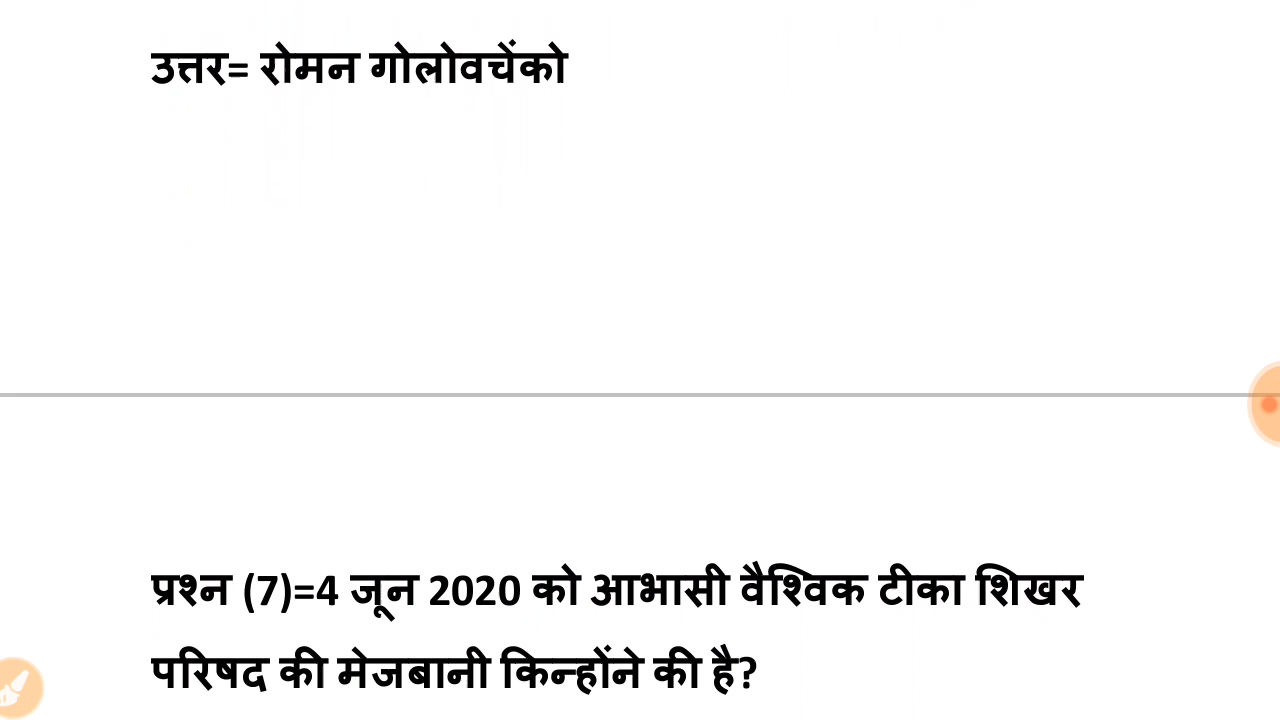 उत्तर= रोमन गोलोवचेंको
प्रश्न (7)=4 जून 2020 को आभासी वैश्विक टीका शिखर
परिषद की मेजबानी किन्होंने की है?